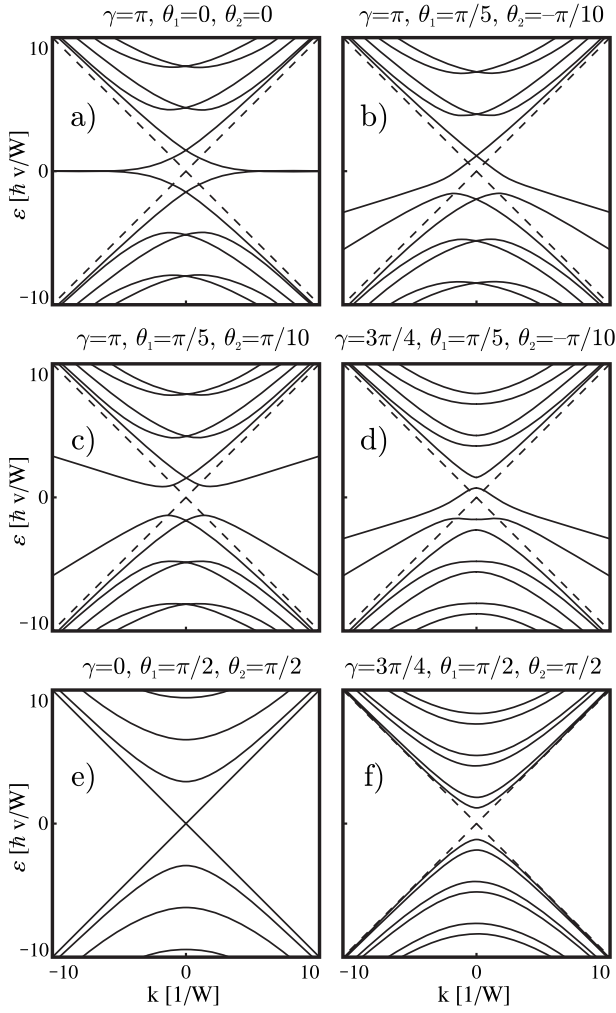 γ=π, θ₁=0, θ₂=0
γ=π, θ₁=π/5, θ₂=−π/10
10
a)
b)
ε [ħ v/W]
0
−10
γ=π, θ₁=π/5, θ₂=π/10
γ=3π/4, θ₁=π/5, θ₂=−π/10
10
c)
d)
ε [ħ v/W]
0
−10
γ=0, θ₁=π/2, θ₂=π/2
γ=3π/4, θ₁=π/2, θ₂=π/2
10
e)
f)
ε [ħ v/W]
0
−10
−10 0 10
−10 0 10
k [1/W]
k [1/W]